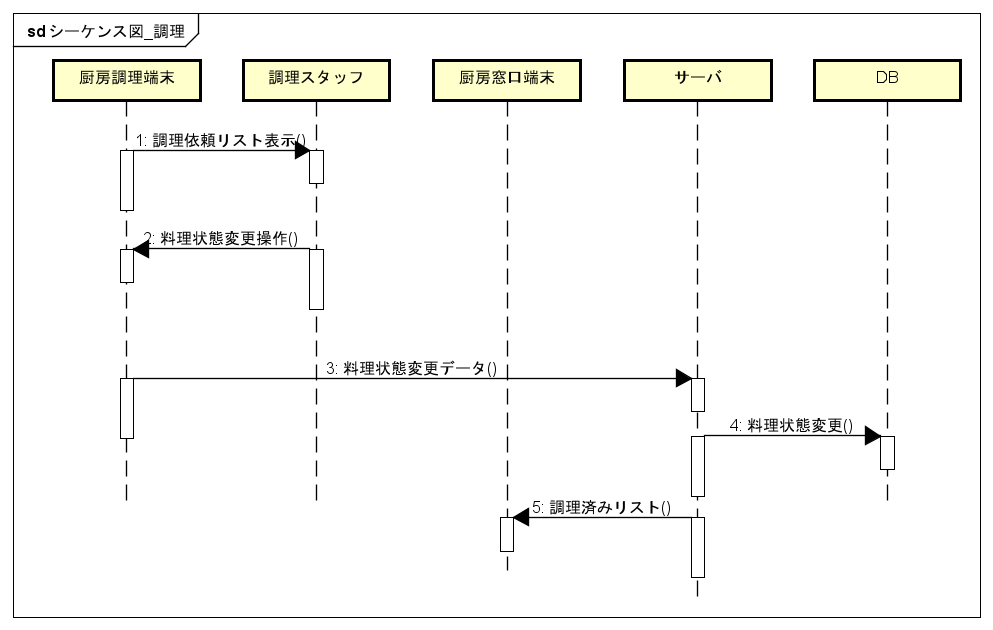 sd シーケンス図_調理
厨房調理端末
調理スタッフ
厨房窓口端末
サーバ
DB
1: 調理依頼リスト表示()
2: 料理状態変更操作()
3: 料理状態変更データ()
4: 料理状態変更()
5: 調理済みリスト()